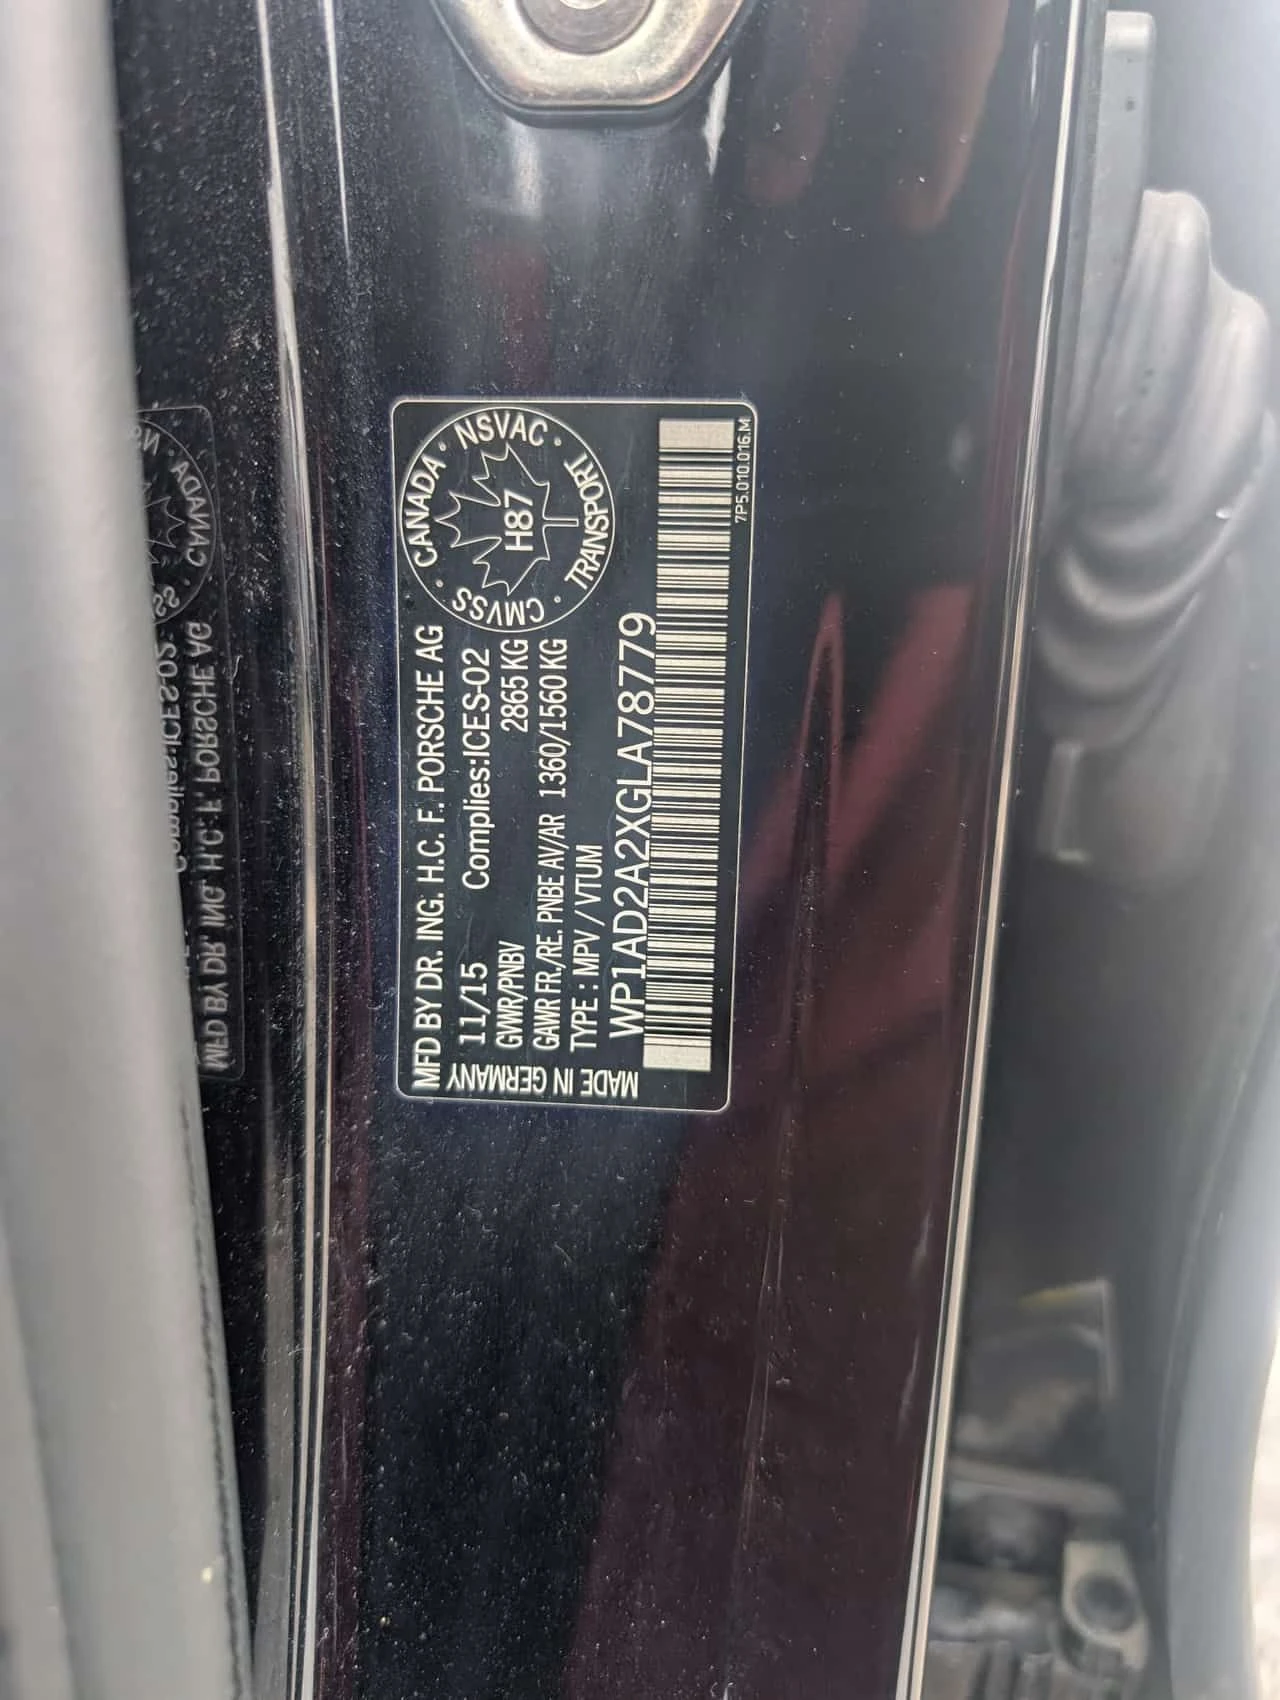 MFD BY DR. ING. H.C. F. PORSCHE AG
11/15 Complies:ICES-02
GVWR/PNBV 2865 KG
GAWR FR./RE. PNBE AV/AR 1360/1560 KG
TYPE : MPV / VTUM
WP1AD2A2XGLA78779
MADE IN GERMANY
CANADA · NSVAC · TRANSPORT · CMVSS ·
H87
7P5.010.016.M